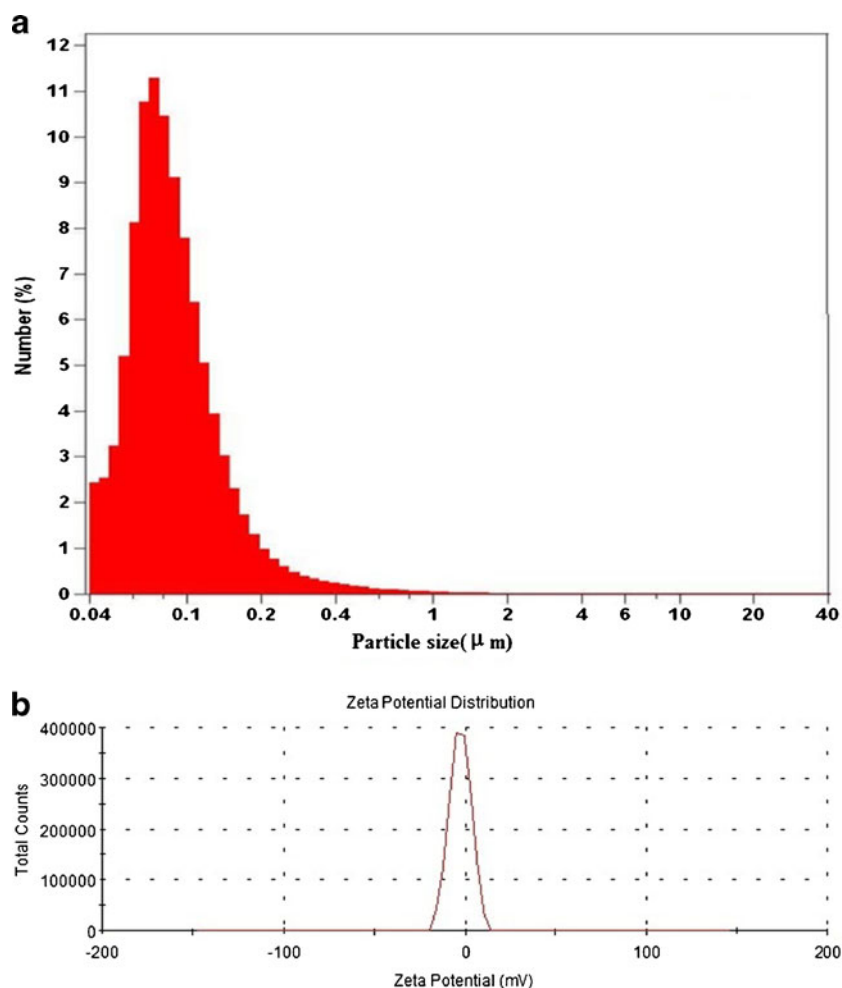 a
12
11
10
9
8
7
6
5
4
3
2
1
0
Number (%)
0.04 0.1 0.2 0.4 1 2 4 6 10 20 40
Particle size(μ m)
b
Zeta Potential Distribution
400000
300000
200000
100000
0
Total Counts
-200 -100 0 100 200
Zeta Potential (mV)